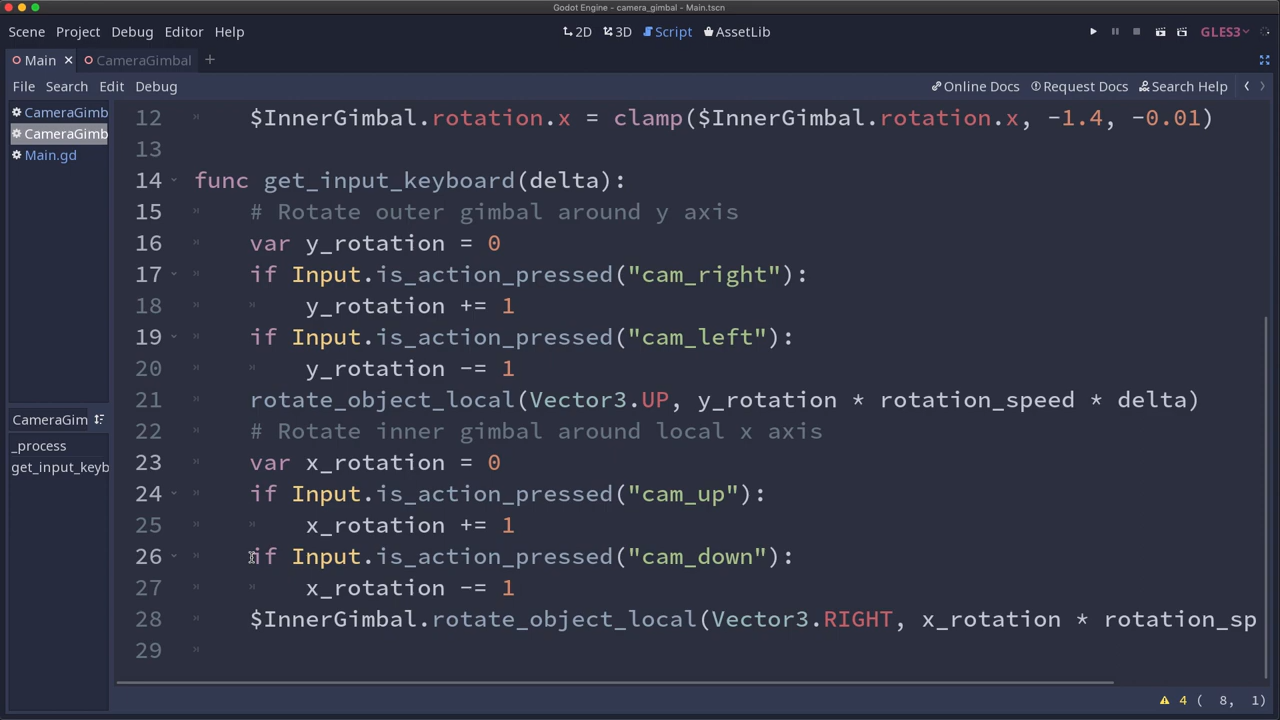 Godot Engine - camera_gimbal - Main.tscn
Scene Project Debug Editor Help
2D 3D Script AssetLib
GLES3
Main CameraGimbal
File Search Edit Debug
Online Docs Request Docs Search Help
CameraGimb
CameraGimb
Main.gd
CameraGim
_process
get_input_keyb
12 $InnerGimbal.rotation.x = clamp($InnerGimbal.rotation.x, -1.4, -0.01)
13
14 func get_input_keyboard(delta):
15 # Rotate outer gimbal around y axis
16 var y_rotation = 0
17 if Input.is_action_pressed("cam_right"):
18 y_rotation += 1
19 if Input.is_action_pressed("cam_left"):
20 y_rotation -= 1
21 rotate_object_local(Vector3.UP, y_rotation * rotation_speed * delta)
22 # Rotate inner gimbal around local x axis
23 var x_rotation = 0
24 if Input.is_action_pressed("cam_up"):
25 x_rotation += 1
26 if Input.is_action_pressed("cam_down"):
27 x_rotation -= 1
28 $InnerGimbal.rotate_object_local(Vector3.RIGHT, x_rotation * rotation_sp
29
4 ( 8, 1)